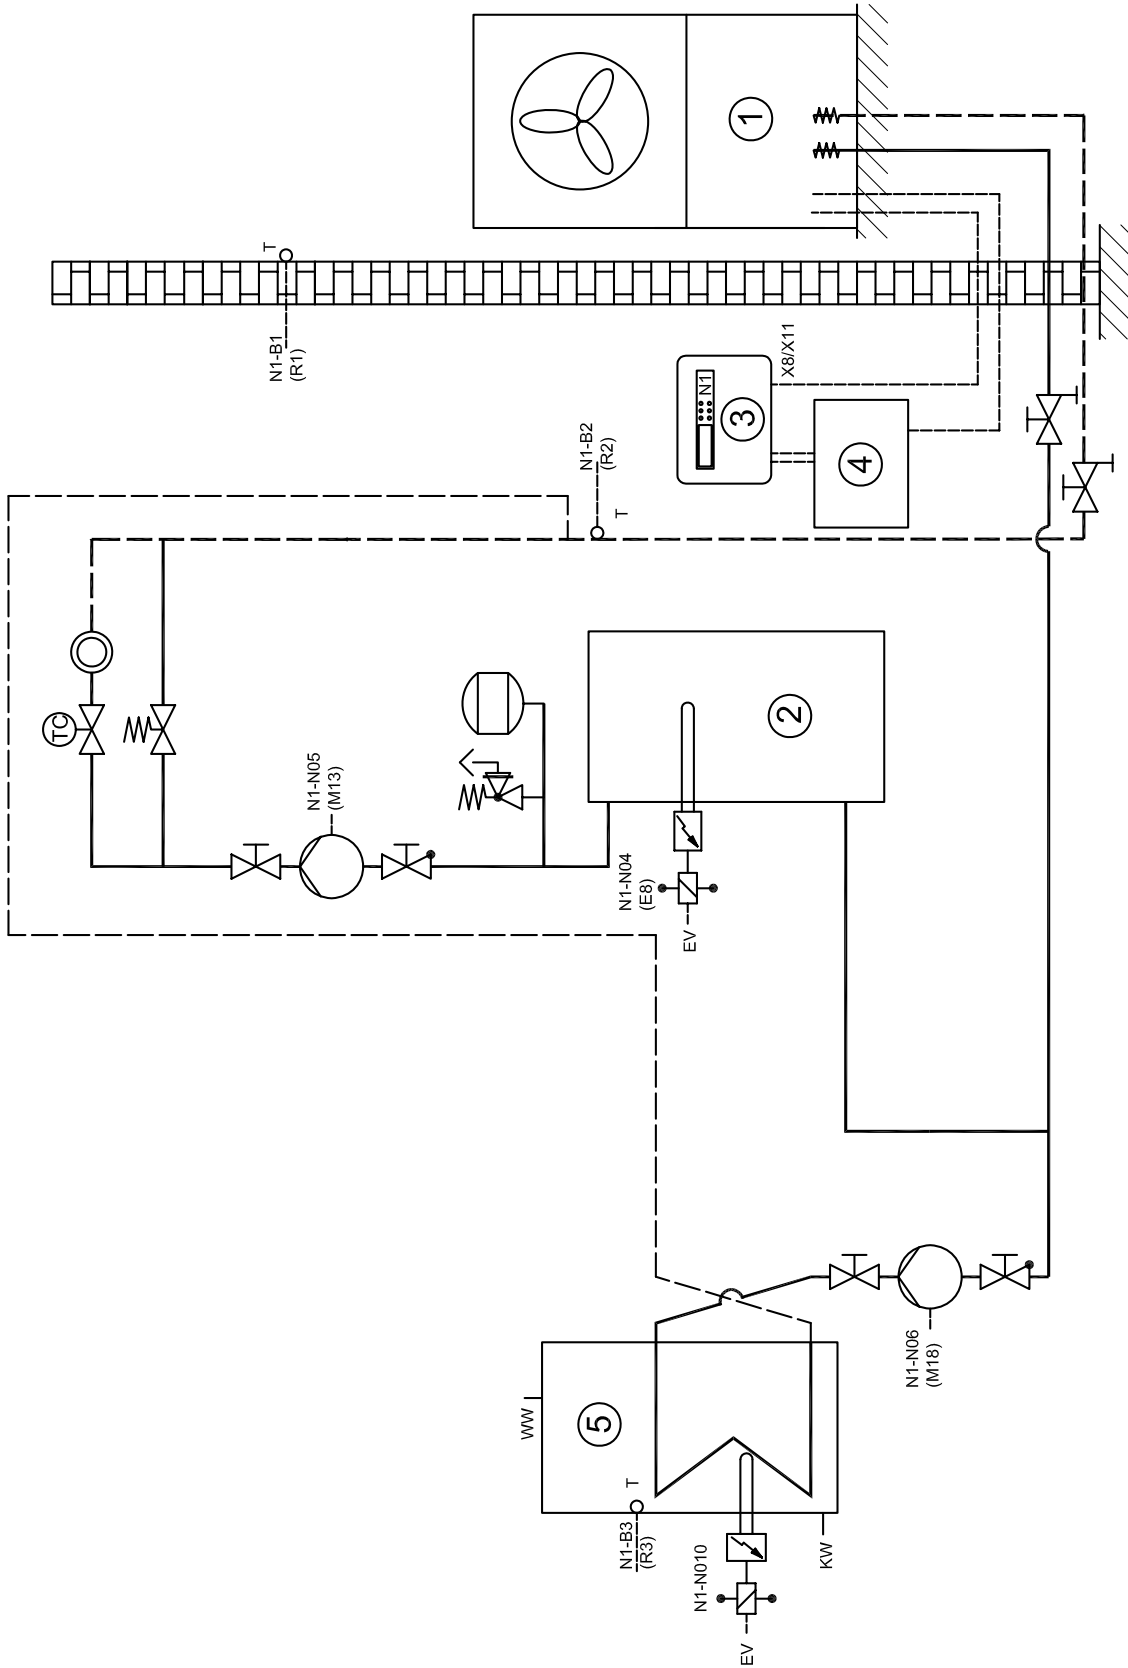 WW
5
T
N1-B3
(R3)
N1-N010
EV
KW
N1-N06
(M18)
TC
N1-N05
(M13)
N1-N04
(E8)
EV
2
N1-B2
(R2)
T
N1-B1
(R1)
T
N1
3
X8/X11
4
1